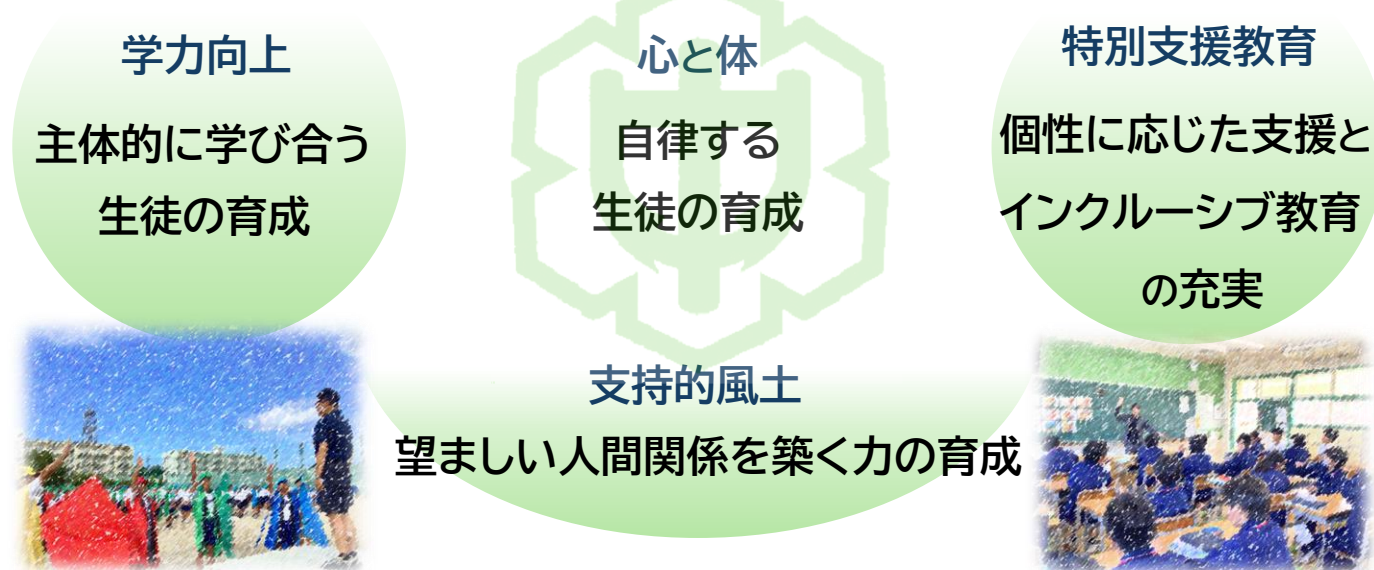 学力向上
主体的に学び合う
生徒の育成
心と体
自律する
生徒の育成
特別支援教育
個性に応じた支援と
インクルーシブ教育
の充実
支持的風土
望ましい人間関係を築く力の育成